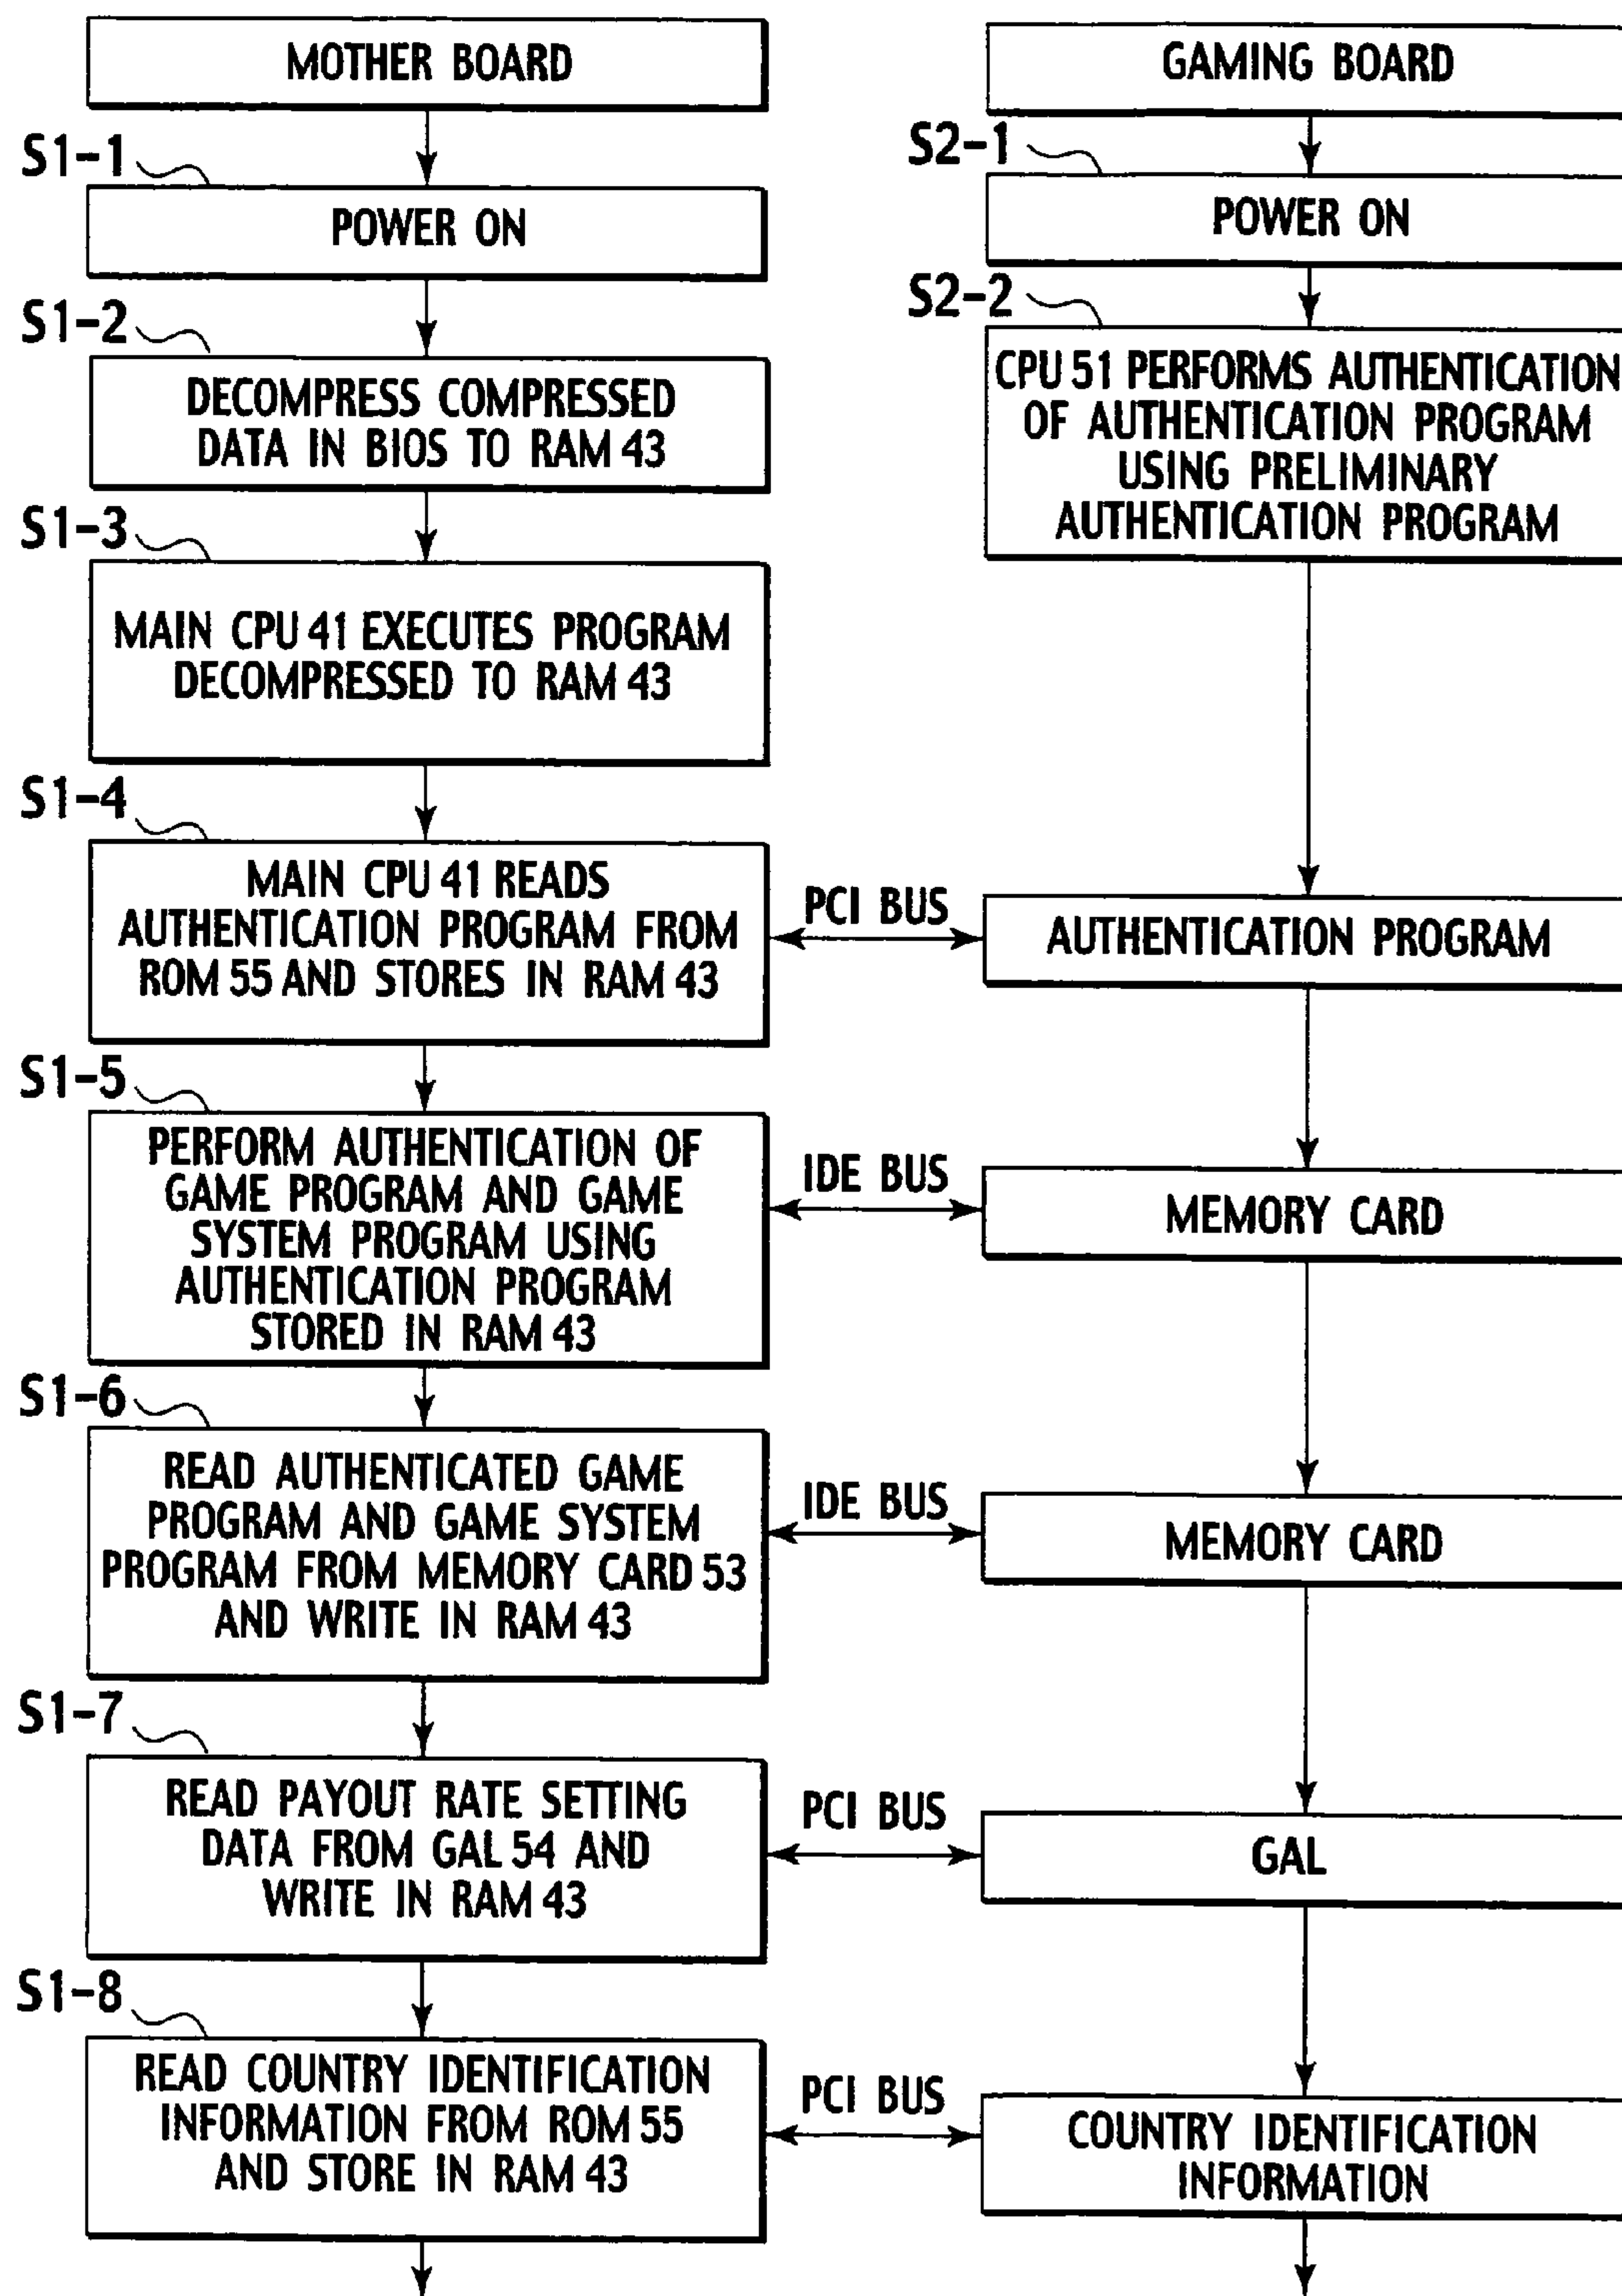 MOTHER BOARD
S1-1
POWER ON
S1-2
DECOMPRESS COMPRESSED
DATA IN BIOS TO RAM 43
S1-3
MAIN CPU 41 EXECUTES PROGRAM
DECOMPRESSED TO RAM 43
S1-4
MAIN CPU 41 READS
AUTHENTICATION PROGRAM FROM
ROM 55 AND STORES IN RAM 43
S1-5
PERFORM AUTHENTICATION OF
GAME PROGRAM AND GAME
SYSTEM PROGRAM USING
AUTHENTICATION PROGRAM
STORED IN RAM 43
S1-6
READ AUTHENTICATED GAME
PROGRAM AND GAME SYSTEM
PROGRAM FROM MEMORY CARD 53
AND WRITE IN RAM 43
S1-7
READ PAYOUT RATE SETTING
DATA FROM GAL 54 AND
WRITE IN RAM 43
S1-8
READ COUNTRY IDENTIFICATION
INFORMATION FROM ROM 55
AND STORE IN RAM 43
PCI BUS
IDE BUS
IDE BUS
PCI BUS
PCI BUS
GAMING BOARD
S2-1
POWER ON
S2-2
CPU 51 PERFORMS AUTHENTICATION
OF AUTHENTICATION PROGRAM
USING PRELIMINARY
AUTHENTICATION PROGRAM
AUTHENTICATION PROGRAM
MEMORY CARD
MEMORY CARD
GAL
COUNTRY IDENTIFICATION
INFORMATION